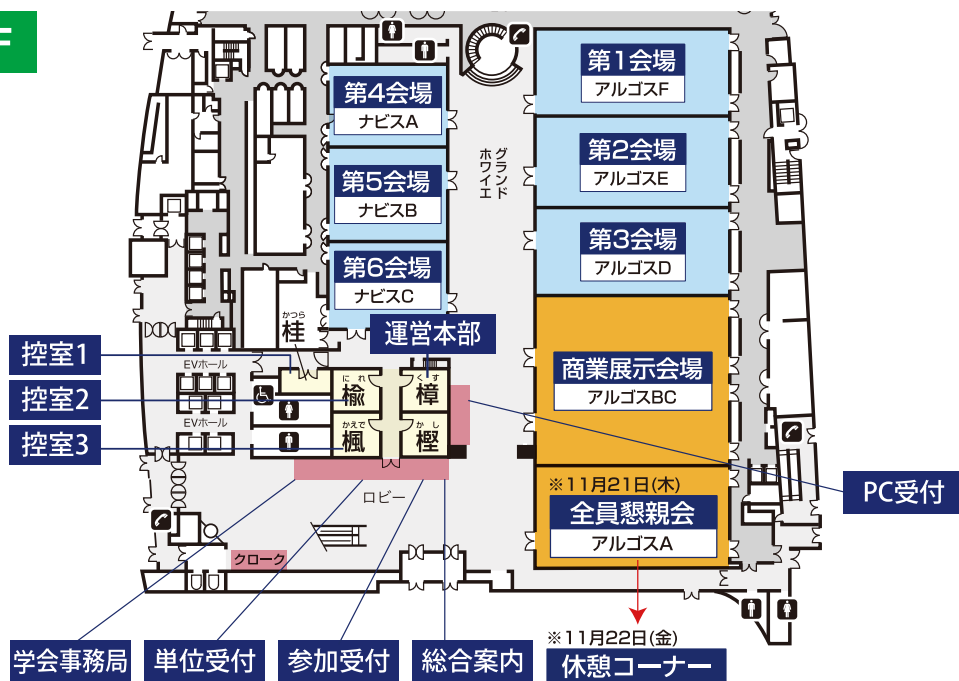 F
第4会場
ナビスA
第5会場
ナビスB
第6会場
ナビスC
グランド
ホワイエ
第1会場
アルゴスF
第2会場
アルゴスE
第3会場
アルゴスD
商業展示会場
アルゴスBC
※11月21日(木)
全員懇親会
アルゴスA
※11月22日(金)
休憩コーナー
かつら
桂
運営本部
控室1
EVホール
控室2
EVホール
控室3
にれ
楡
くす
樟
かえで
楓
かし
樫
ロビー
クローク
PC受付
学会事務局
単位受付
参加受付
総合案内